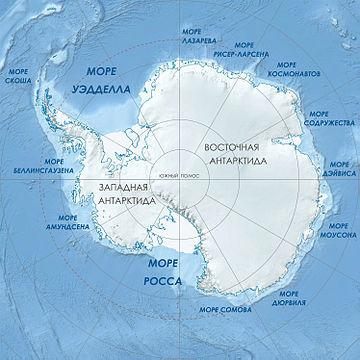 МОРЕ
ЛАЗАРЕВА
МОРЕ
РИСЕР-ЛАРСЕНА
МОРЕ
КОСМОНАВТОВ
МОРЕ
СКОША
МОРЕ
УЭДДЕЛЛА
МОРЕ
СОДРУЖЕСТВА
ВОСТОЧНАЯ
АНТАРКТИДА
МОРЕ
БЕЛЛИНСГАУЗЕНА
ЮЖНЫЙ ПОЛЮС
МОРЕ
ДЭЙВИСА
ЗАПАДНАЯ
АНТАРКТИДА
МОРЕ
АМУНДСЕНА
МОРЕ
МОУСОНА
МОРЕ
РОССА
МОРЕ
ДЮРВИЛЯ
МОРЕ СОМОВА